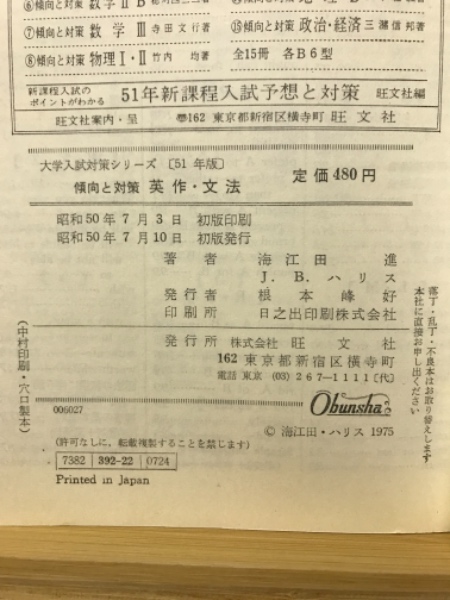 ⑥傾向と対策 数学ⅡB
⑦傾向と対策 数学 Ⅲ 寺田文行著
⑧傾向と対策 物理Ⅰ・Ⅱ 竹内 均著
⑮傾向と対策 政治・経済 三瀦信邦著
全15冊 各B6型
新課程入試の
ポイントがわかる 51年新課程入試予想と対策 旺文社編
旺文社案内・呈 〠162 東京都新宿区横寺町 旺文社
大学入試対策シリーズ〔51年版〕
傾向と対策 英作・文法 定価480円
昭和50年7月3日 初版印刷
昭和50年7月10日 初版発行
著者 海江田 進
J.B.ハリス
発行者 根本峰好
印刷所 日之出印刷株式会社
発行所 株式会社 旺文社
162 東京都新宿区横寺町
電話 東京 (03) 267-1111〔代〕
落丁・乱丁・不良本はお取り替えします
本社に直接お申し出ください
(中村印刷・穴口製本)
006027
Obunsha
© 海江田・ハリス 1975
(許可なしに、転載複製することを禁じます)
7382 392-22 0724
Printed in Japan